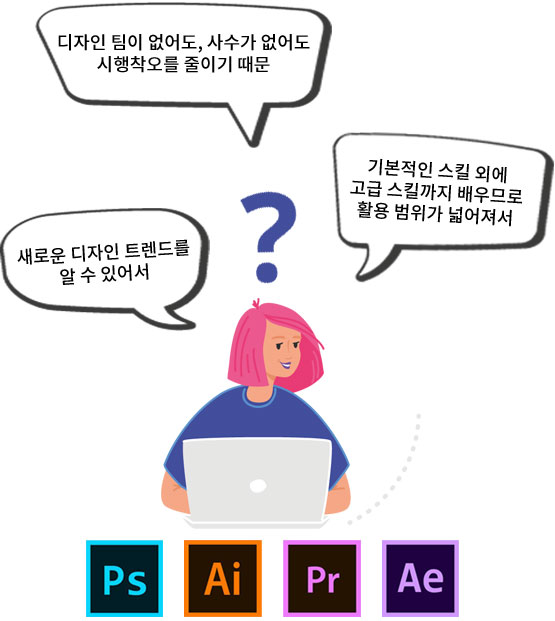 디자인 팀이 없어도, 사수가 없어도
시행착오를 줄이기 때문
기본적인 스킬 외에
고급 스킬까지 배우므로
활용 범위가 넓어져서
새로운 디자인 트렌드를
알 수 있어서
?
Ps Ai Pr Ae